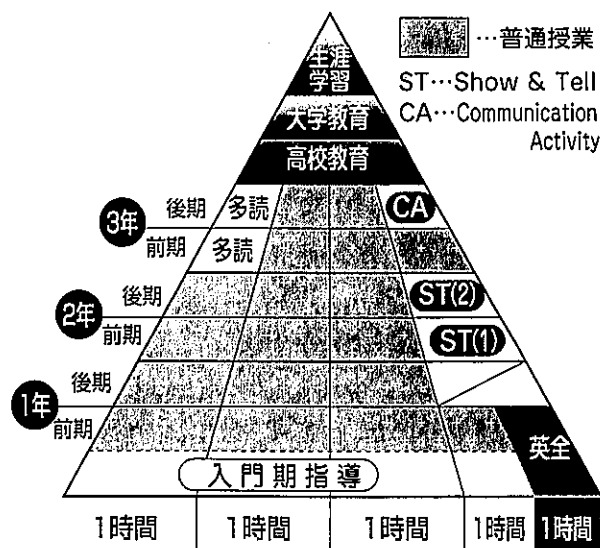 生涯
学習
大学教育
高校教育
…普通授業
ST…Show & Tell
CA…Communication
Activity
3年
後期
多読
CA
前期
多読
2年
後期
ST(2)
前期
ST(1)
1年
後期
前期
英全
入門期指導
1時間
1時間
1時間
1時間
1時間